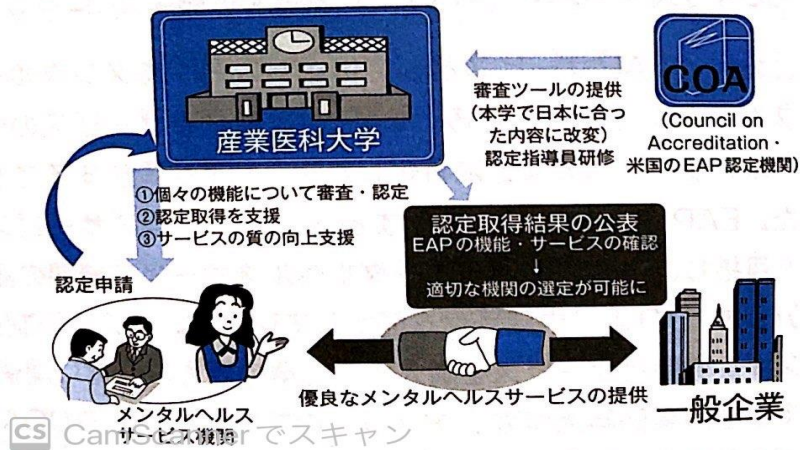 産業医科大学
COA
(Council on
Accreditation・
米国のEAP認定機関)
審査ツールの提供
(本学で日本に合っ
た内容に改変)
認定指導員研修
①個々の機能について審査・認定
②認定取得を支援
③サービスの質の向上支援
認定取得結果の公表
EAPの機能・サービスの確認
↓
適切な機関の選定が可能に
認定申請
メンタルヘルス
サービス機関
優良なメンタルヘルスサービスの提供
一般企業
CS CamScanner でスキャン